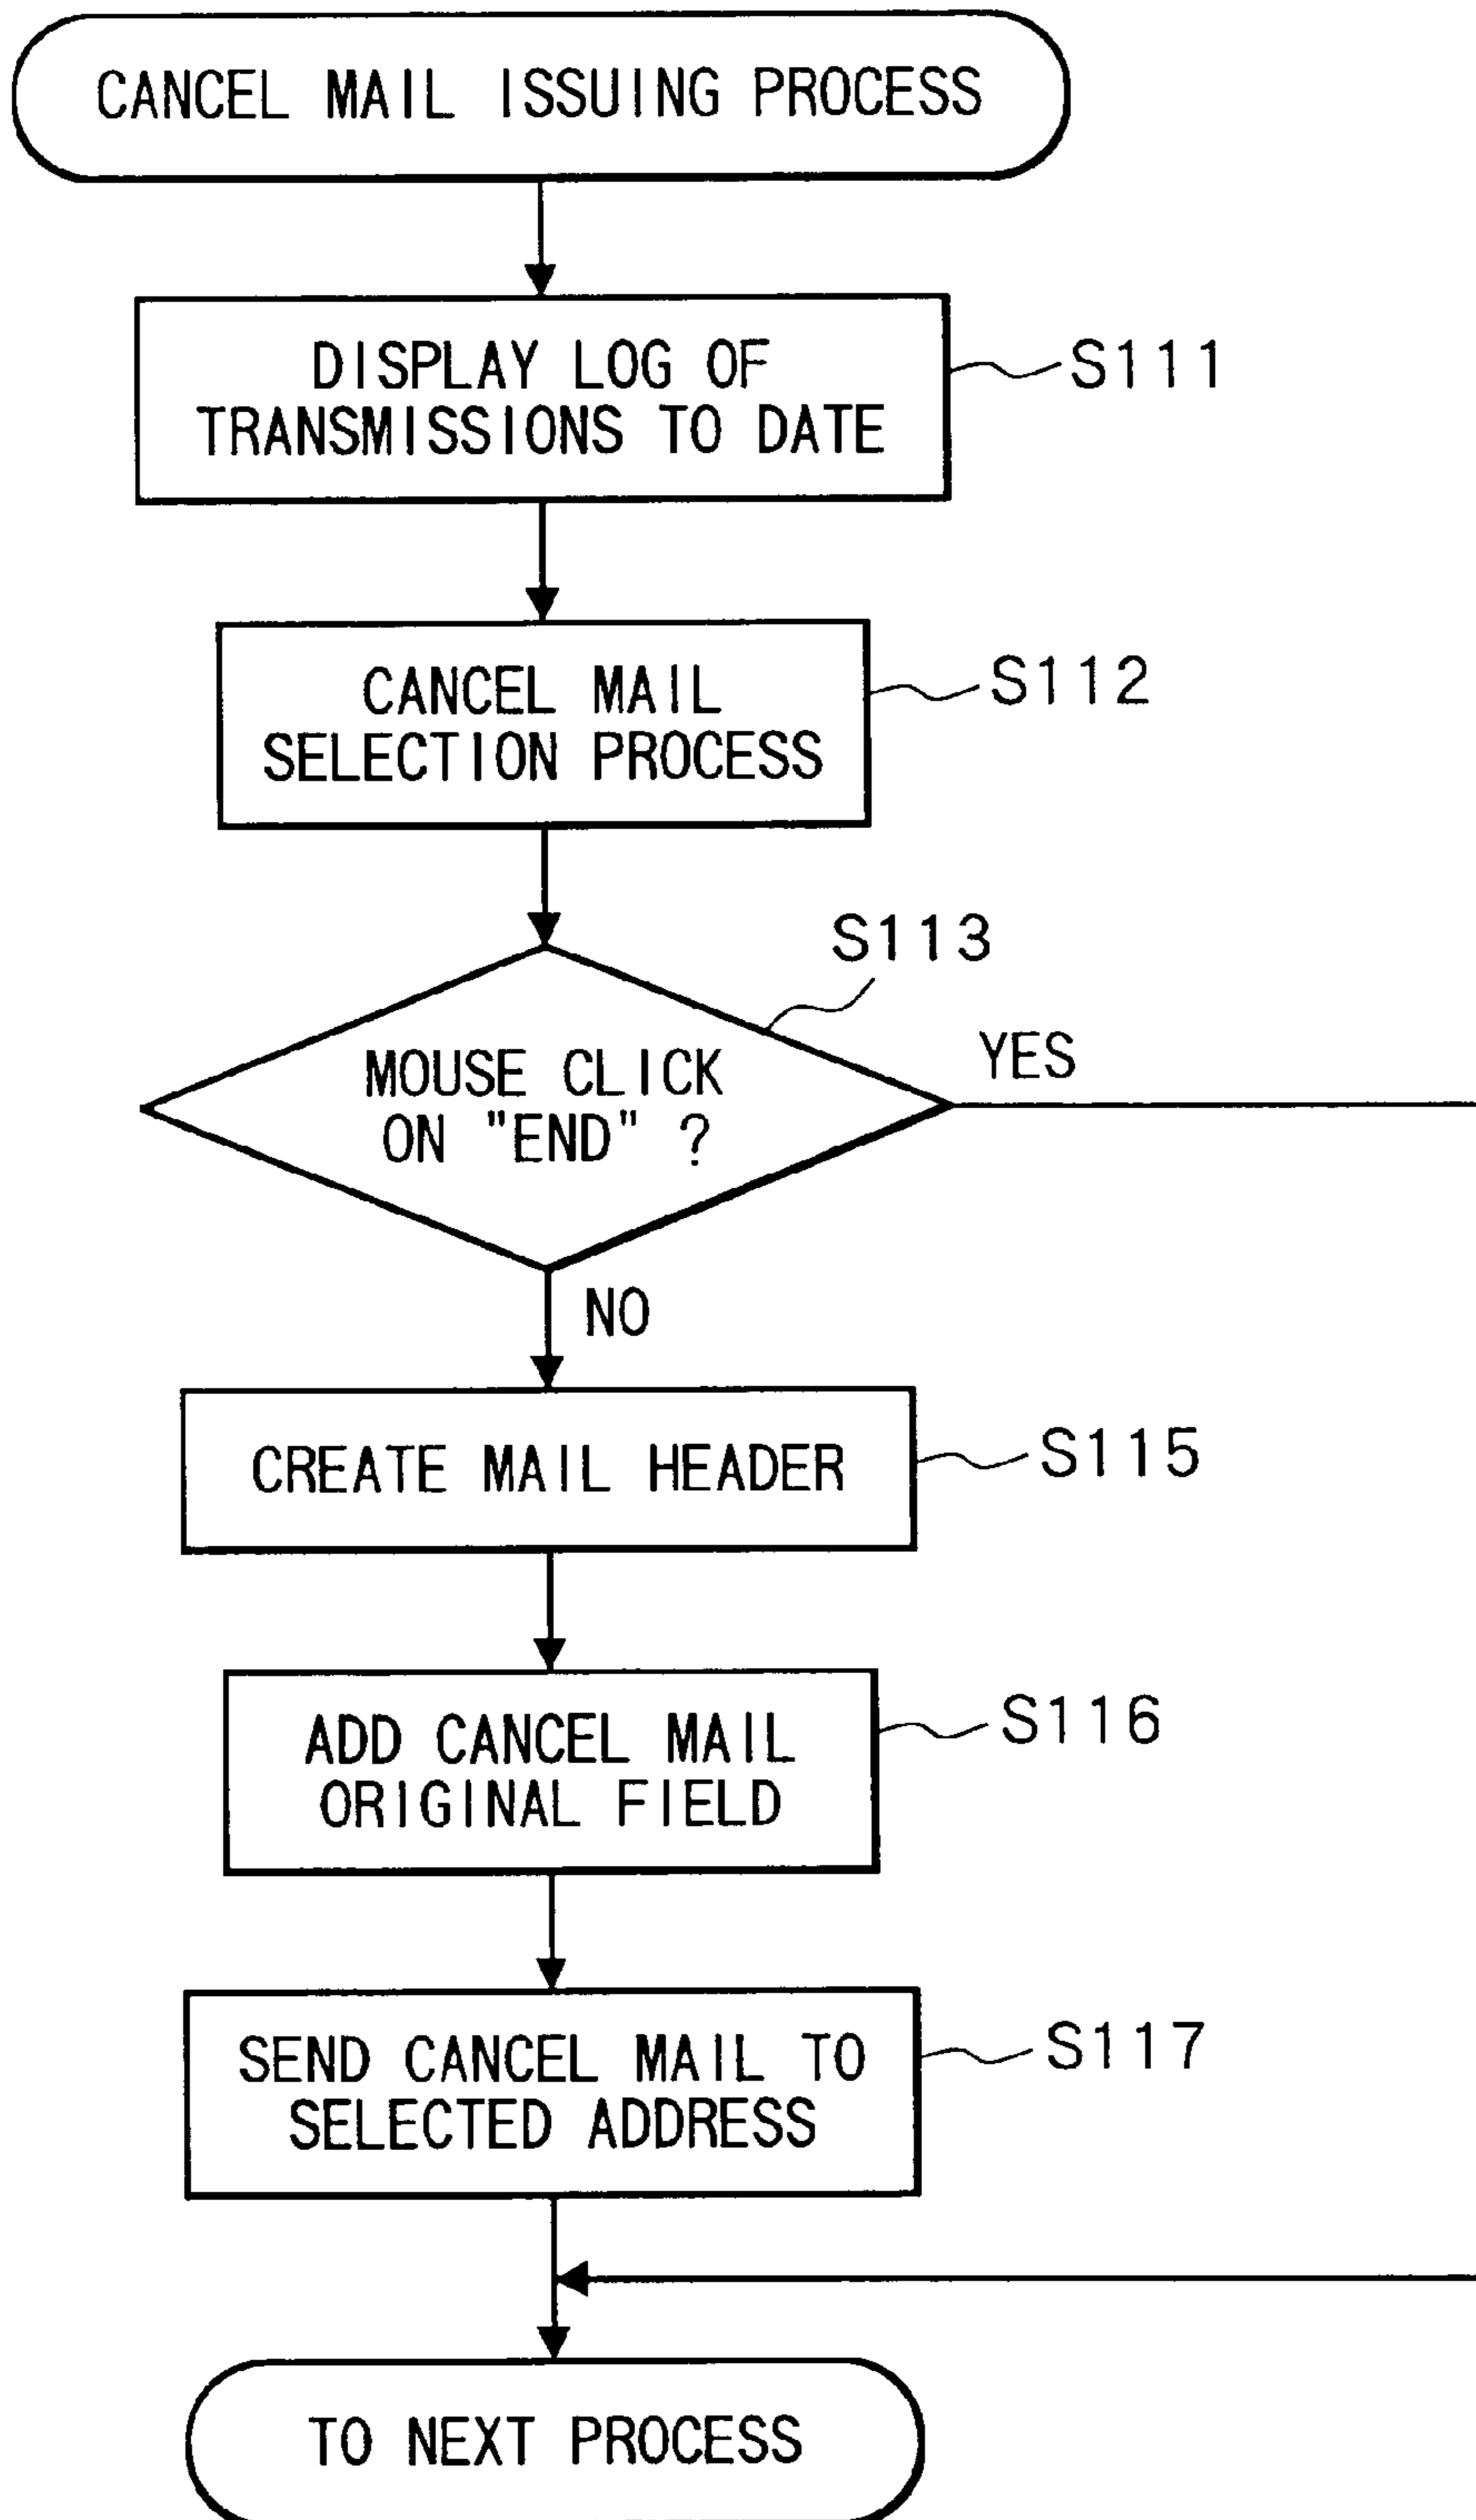 CANCEL MAIL ISSUING PROCESS
DISPLAY LOG OF
TRANSMISSIONS TO DATE
S111
CANCEL MAIL
SELECTION PROCESS
S112
S113
MOUSE CLICK
ON "END" ?
YES
NO
CREATE MAIL HEADER
S115
ADD CANCEL MAIL
ORIGINAL FIELD
S116
SEND CANCEL MAIL TO
SELECTED ADDRESS
S117
TO NEXT PROCESS